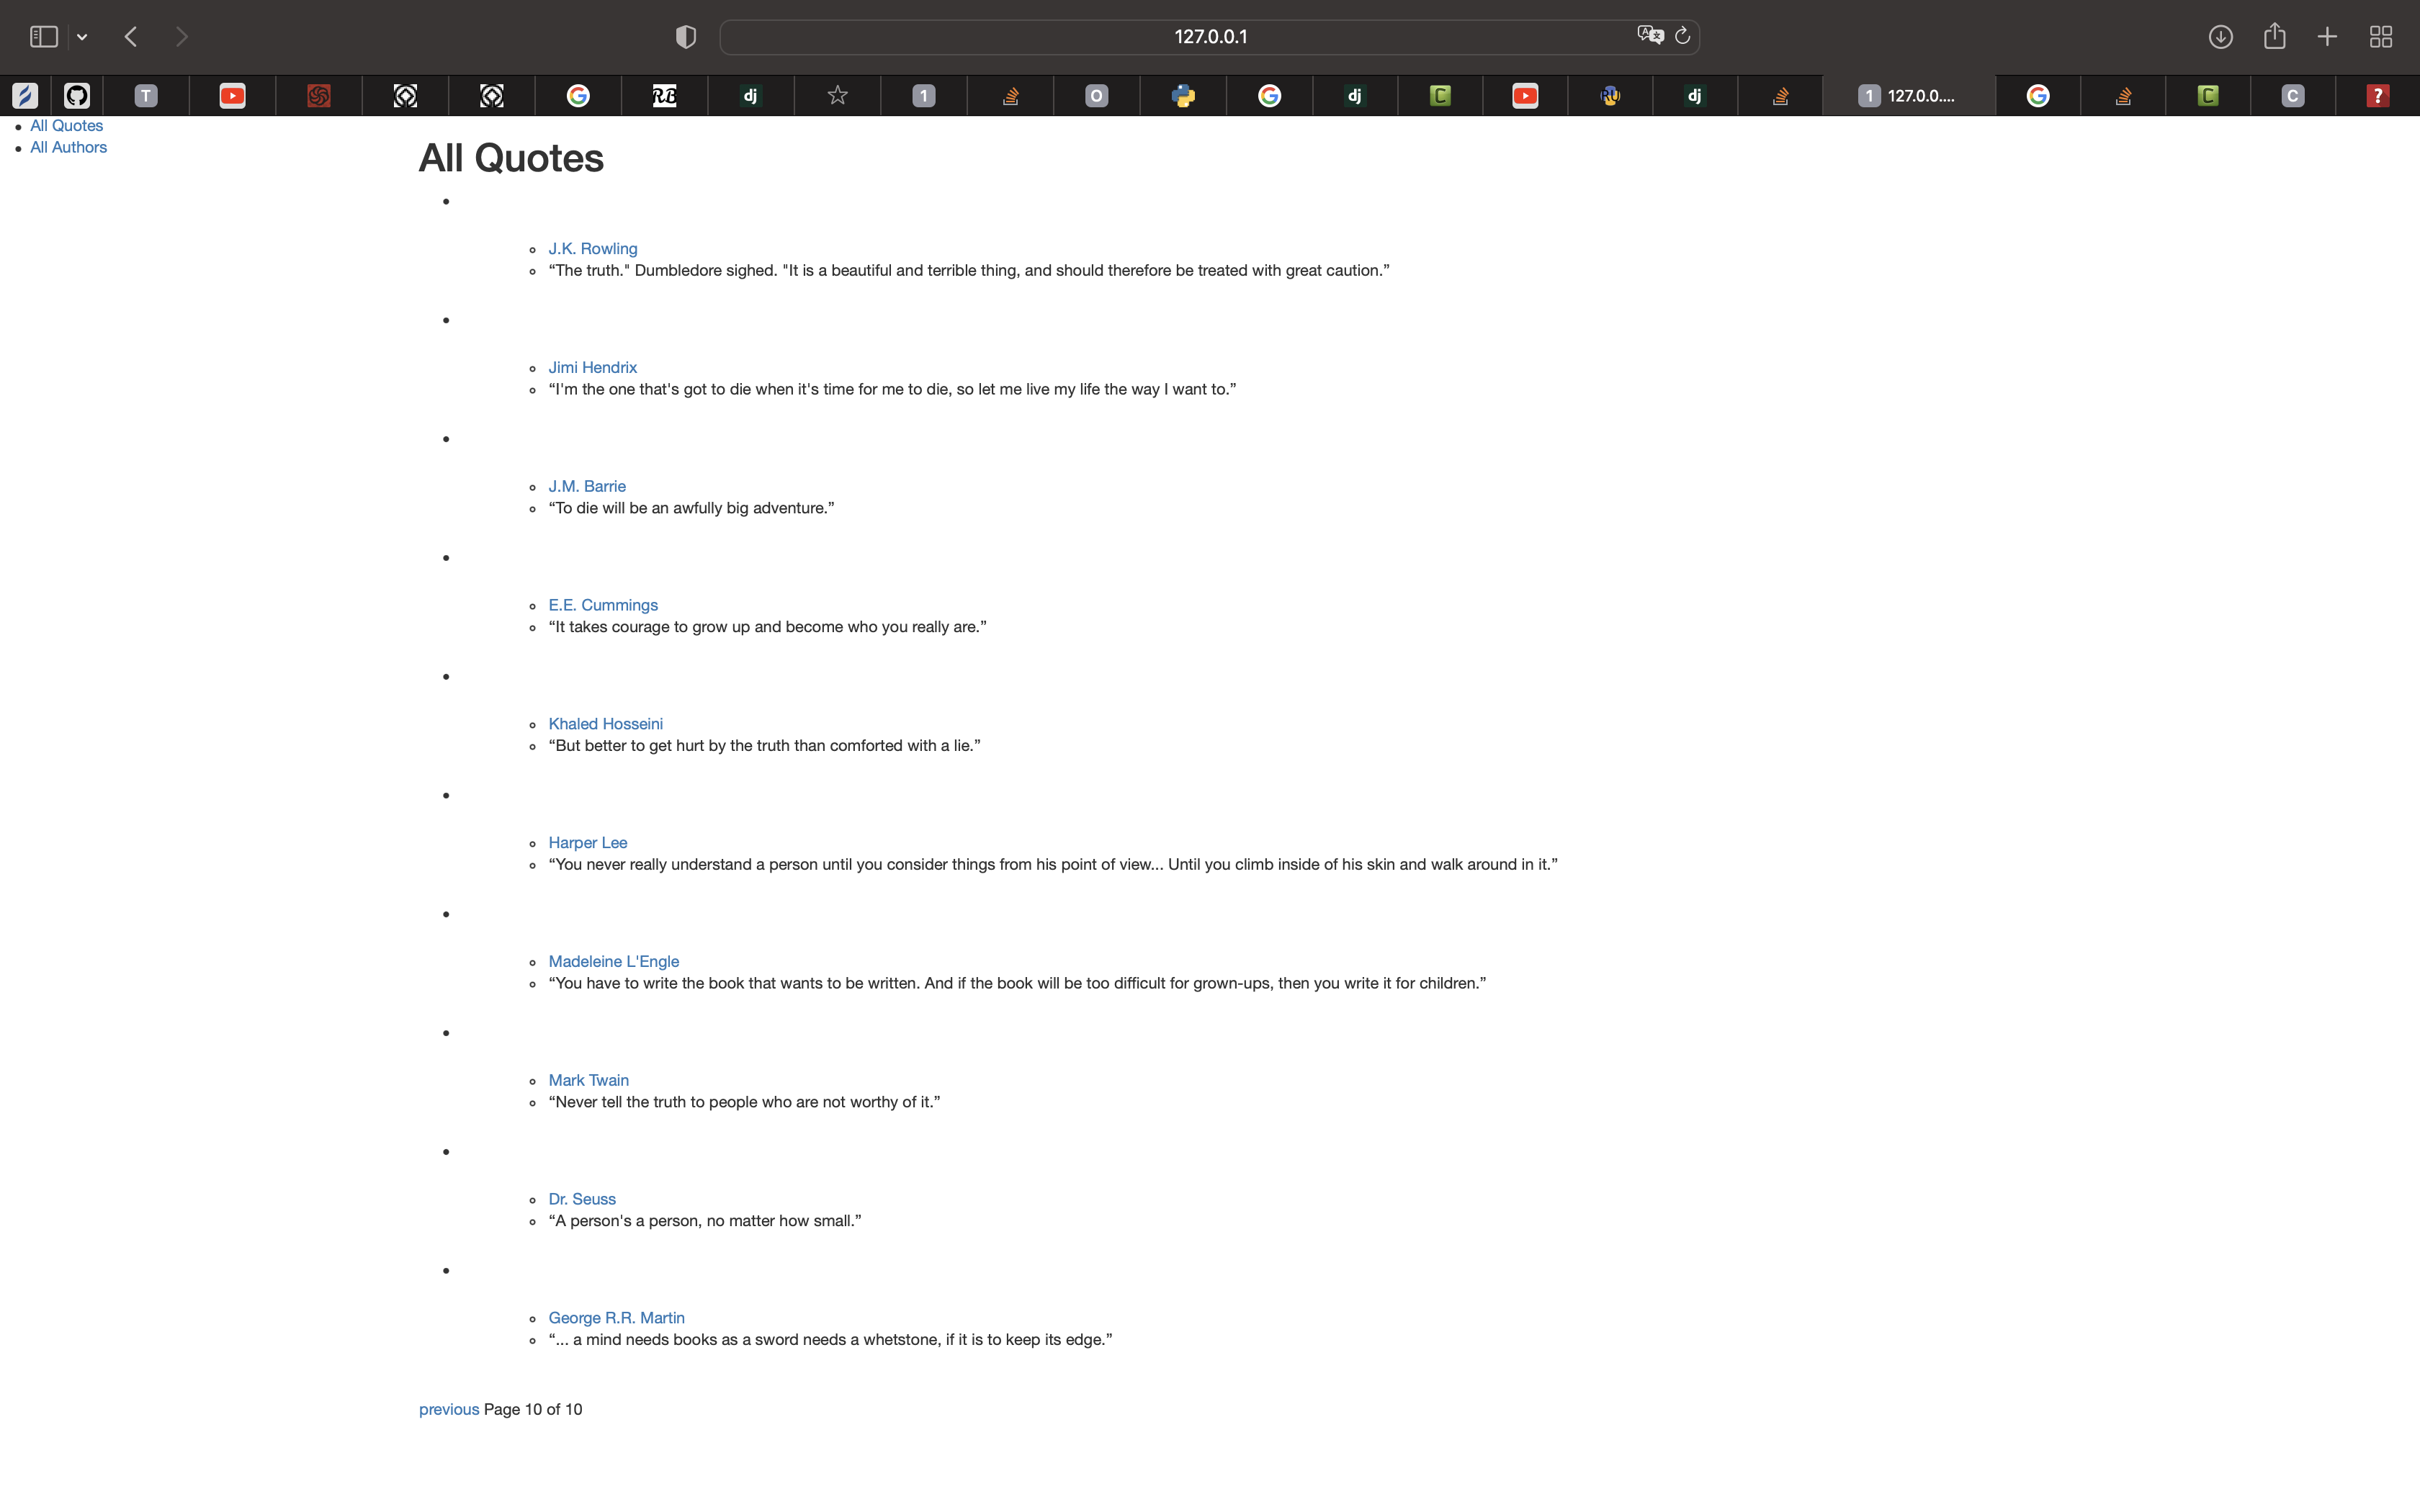 127.0.0.1
T
RB
dj
1
O
dj
C
dj
1 127.0.0....
C
C
?
All Quotes
All Authors
All Quotes
J.K. Rowling
“The truth." Dumbledore sighed. "It is a beautiful and terrible thing, and should therefore be treated with great caution.”
Jimi Hendrix
“I'm the one that's got to die when it's time for me to die, so let me live my life the way I want to.”
J.M. Barrie
“To die will be an awfully big adventure.”
E.E. Cummings
“It takes courage to grow up and become who you really are.”
Khaled Hosseini
“But better to get hurt by the truth than comforted with a lie.”
Harper Lee
“You never really understand a person until you consider things from his point of view... Until you climb inside of his skin and walk around in it.”
Madeleine L'Engle
“You have to write the book that wants to be written. And if the book will be too difficult for grown-ups, then you write it for children.”
Mark Twain
“Never tell the truth to people who are not worthy of it.”
Dr. Seuss
“A person's a person, no matter how small.”
George R.R. Martin
“... a mind needs books as a sword needs a whetstone, if it is to keep its edge.”
previous Page 10 of 10